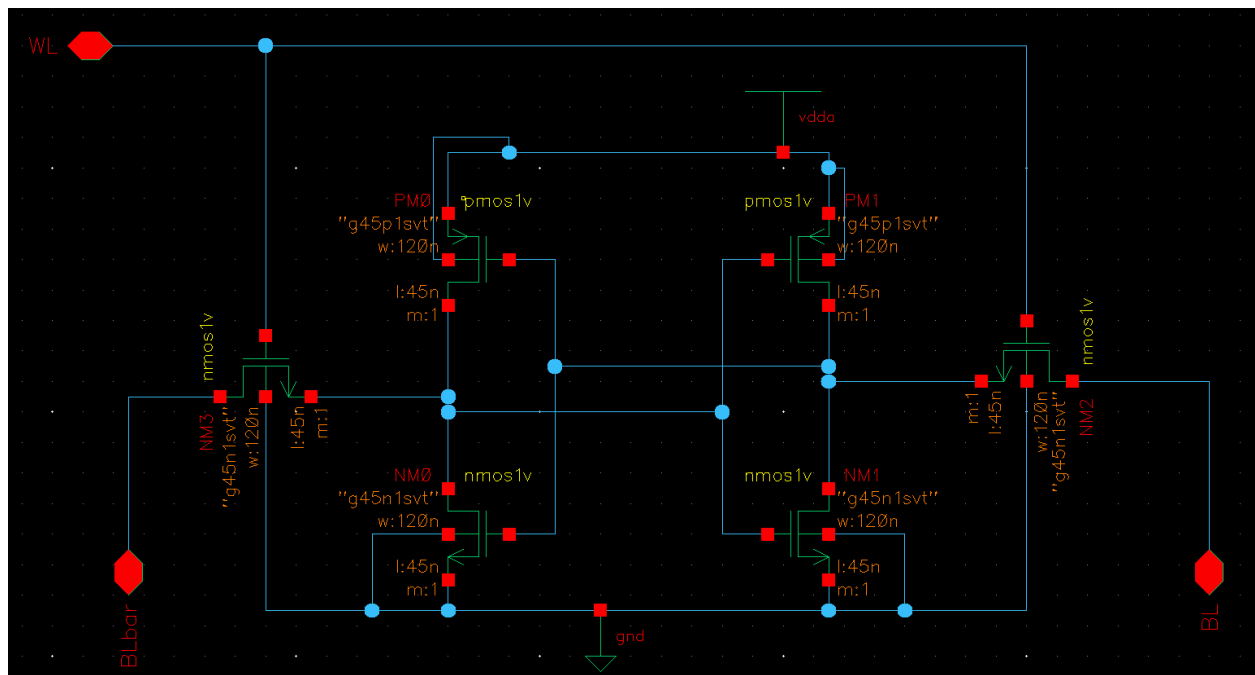 WL
vdda
PM0
pmos1v
"g45p1svt"
w:120n
l:45n
m:1
pmos1v
PM1
"g45p1svt"
w:120n
l:45n
m:1
nmos1v
NM3
"g45n1svt"
w:120n
l:45n
m:1
nmos1v
NM2
"g45n1svt"
w:120n
l:45n
m:1
NM0
nmos1v
"g45n1svt"
w:120n
l:45n
m:1
nmos1v
NM1
"g45n1svt"
w:120n
l:45n
m:1
BLbar
gnd
BL